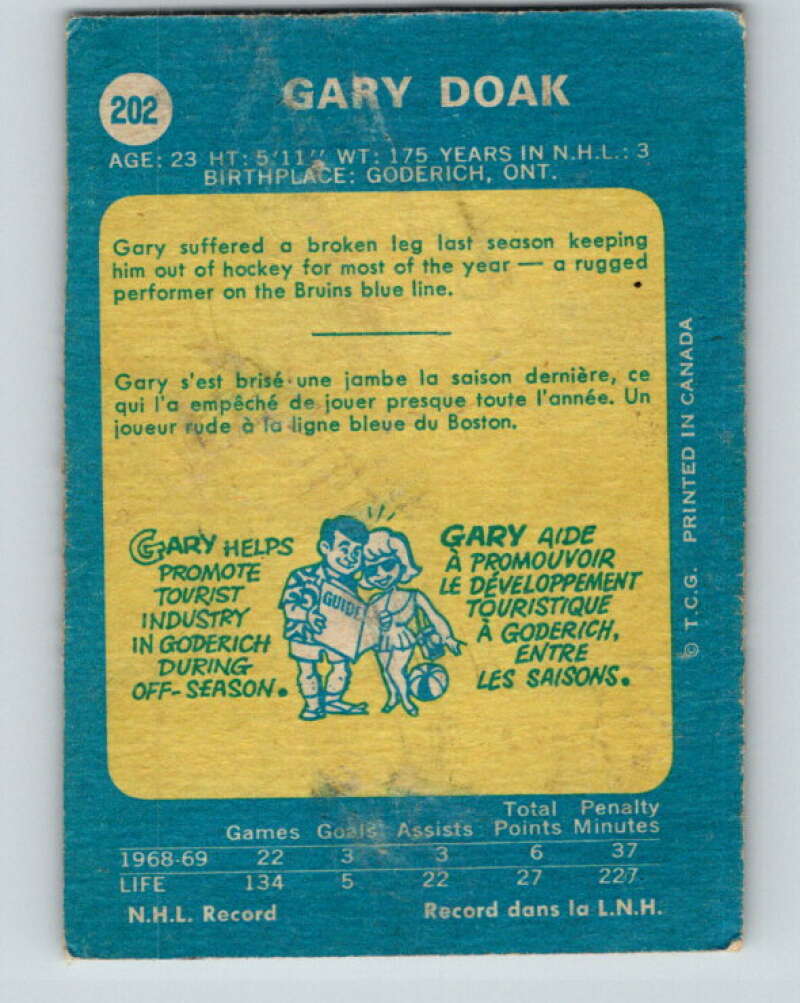 202
GARY DOAK
AGE: 23 HT: 5'11" WT: 175 YEARS IN N.H.L.: 3
BIRTHPLACE: GODERICH, ONT.
Gary suffered a broken leg last season keeping
him out of hockey for most of the year — a rugged
performer on the Bruins blue line.
Gary s'est brisé une jambe la saison dernière, ce
qui l'a empêché de jouer presque toute l'année. Un
joueur rude à la ligne bleue du Boston.
GARY HELPS
PROMOTE
TOURIST
INDUSTRY
IN GODERICH
DURING
OFF-SEASON.
GUIDE
GARY AIDE
À PROMOUVOIR
LE DÉVELOPPEMENT
TOURISTIQUE
À GODERICH,
ENTRE
LES SAISONS.
© T.C.G. PRINTED IN CANADA
Total Penalty
Games Goals Assists Points Minutes
1968-69 22 3 3 6 37
LIFE 134 5 22 27 227
N.H.L. Record Record dans la L.N.H.